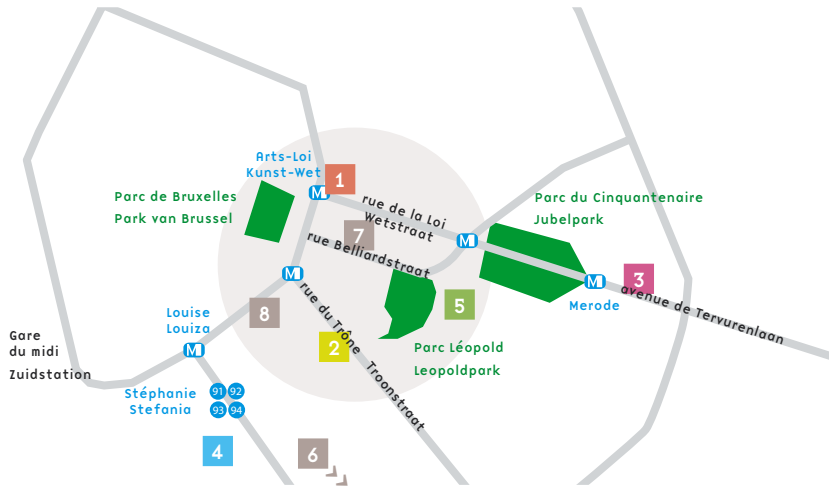 Arts-Loi
Kunst-Wet
1
M
Parc de Bruxelles
Park van Brussel
rue de la Loi
Wetstraat
7
Parc du Cinquantenaire
Jubelpark
M
rue Belliardstraat
M
M
3
Merode
avenue de Tervurenlaan
5
8
Louise
Louiza
M
rue du Trône Troonstraat
2
Parc Léopold
Leopoldpark
Gare
du midi
Zuidstation
Stéphanie
Stefania
91 92
93 94
4
6